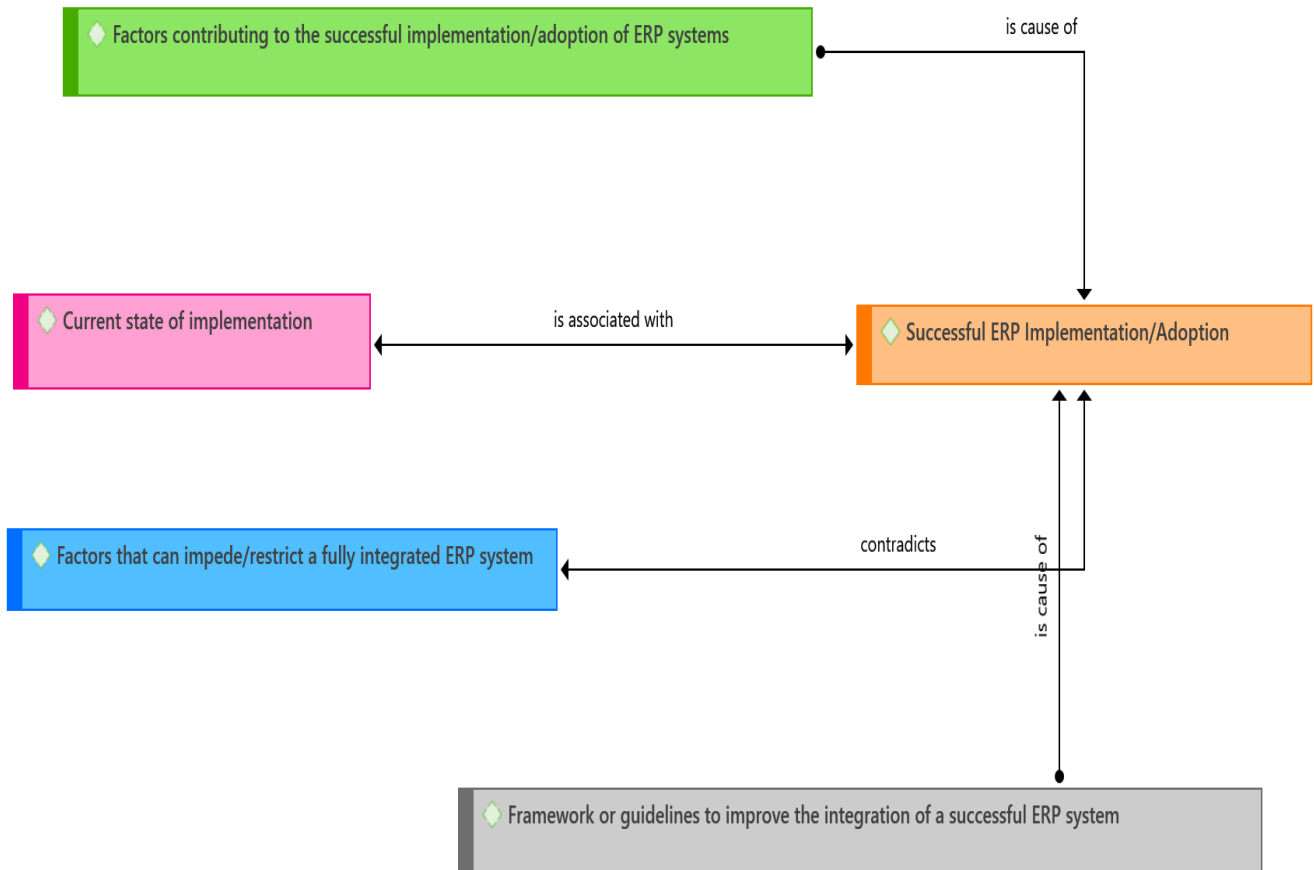 Factors contributing to the successful implementation/adoption of ERP systems
is cause of
Current state of implementation
is associated with
Successful ERP Implementation/Adoption
Factors that can impede/restrict a fully integrated ERP system
contradicts
is cause of
Framework or guidelines to improve the integration of a successful ERP system